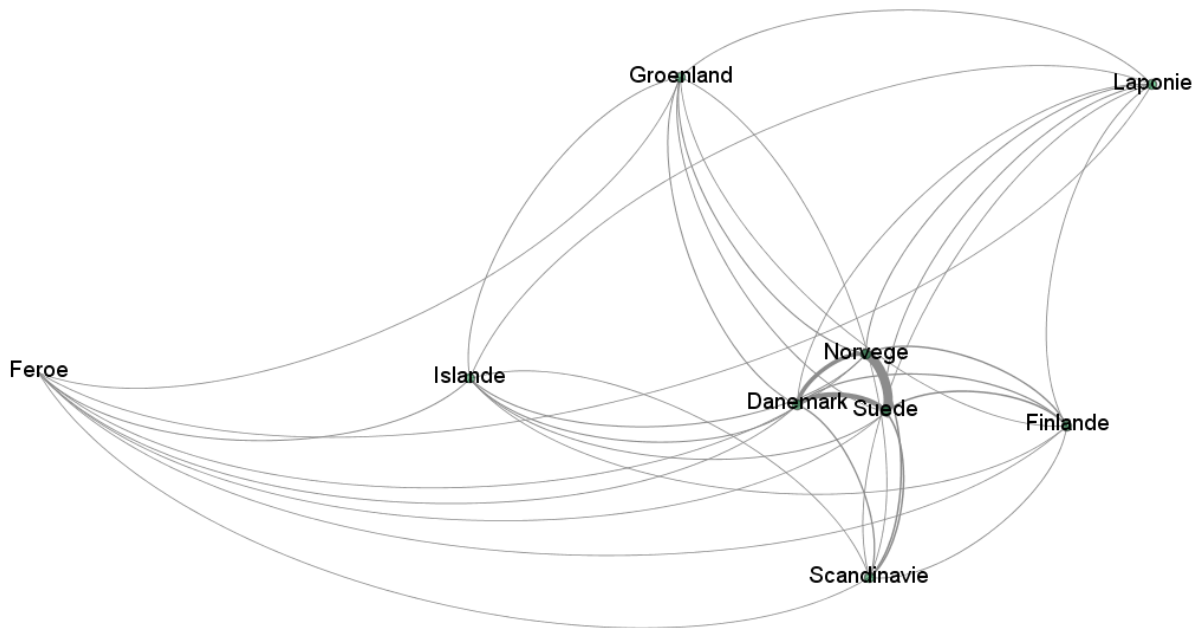 Groenland
Laponie
Norvege
Feroe
Islande
Danemark
Suede
Finlande
Scandinavie